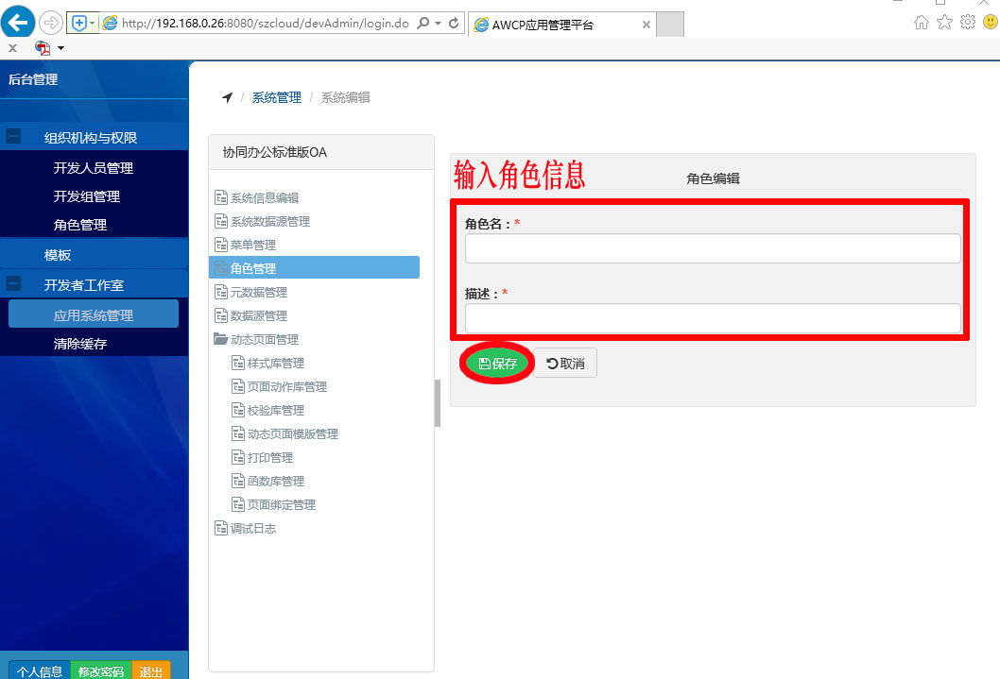 http://192.168.0.26:8080/szcloud/devAdmin/login.do
AWCP应用管理平台
后台管理
组织机构与权限
开发人员管理
开发组管理
角色管理
模板
开发者工作室
应用系统管理
清除缓存
个人信息
修改密码
退出
/ 系统管理 / 系统编辑
协同办公标准版OA
系统信息编辑
系统数据源管理
菜单管理
角色管理
元数据管理
数据源管理
动态页面管理
样式库管理
页面动作库管理
校验库管理
动态页面模版管理
打印管理
函数库管理
页面绑定管理
调试日志
输入角色信息
角色编辑
角色名：*
描述：*
保存
取消